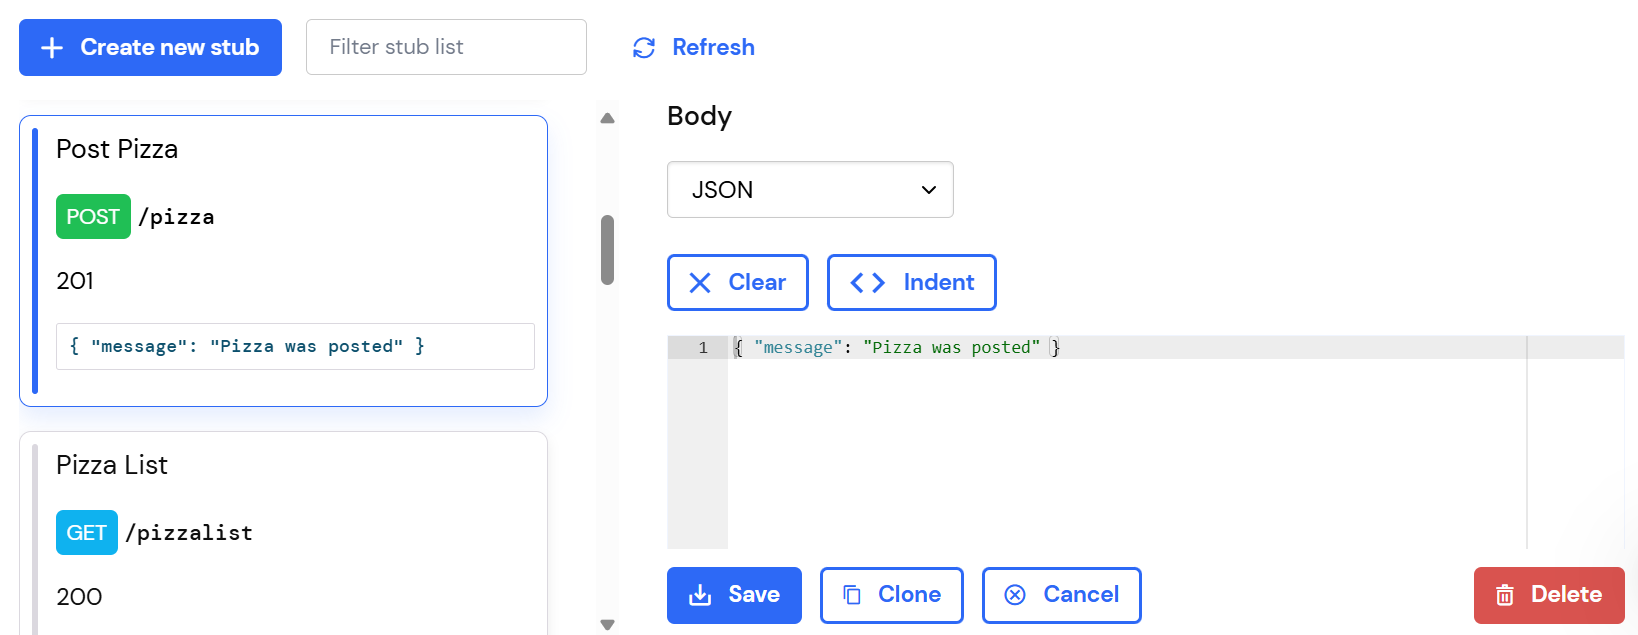 Create new stub
Filter stub list
Refresh
Post Pizza
POST /pizza
201
{ "message": "Pizza was posted" }
Pizza List
GET /pizzalist
200
Body
JSON
Clear
Indent
1 { "message": "Pizza was posted" }
Save
Clone
Cancel
Delete